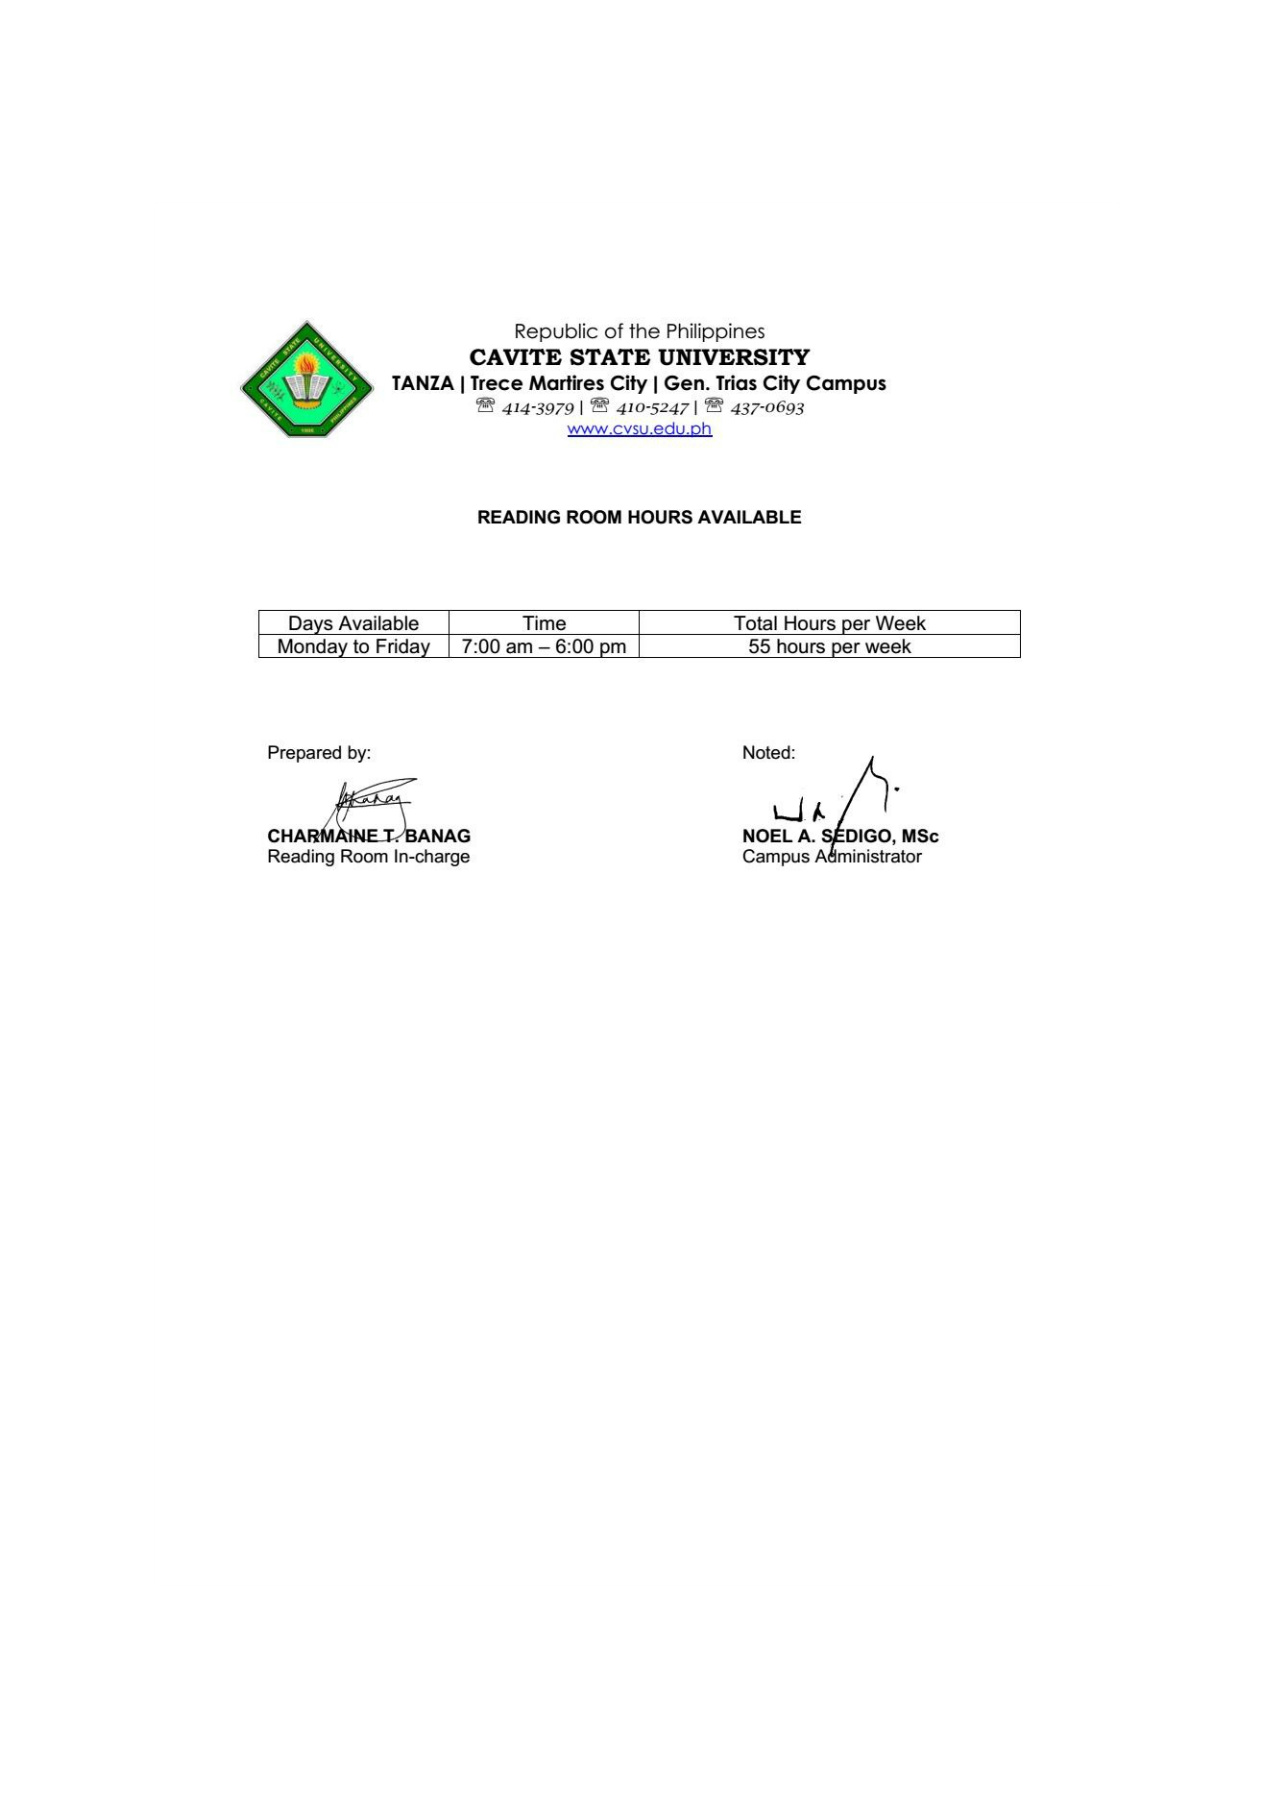 Republic of the Philippines
CAVITE STATE UNIVERSITY
TANZA | Trece Martires City | Gen. Trias City Campus
☎ 414-3979 | ☎ 410-5247 | ☎ 437-0693
www.cvsu.edu.ph
CAVITE STATE UNIVERSITY
CAVITE PHILIPPINES
READING ROOM HOURS AVAILABLE
Days Available Time Total Hours per Week
Monday to Friday 7:00 am – 6:00 pm 55 hours per week
Prepared by: Noted:
CHARMAINE T. BANAG NOEL A. SEDIGO, MSc
Reading Room In-charge Campus Administrator